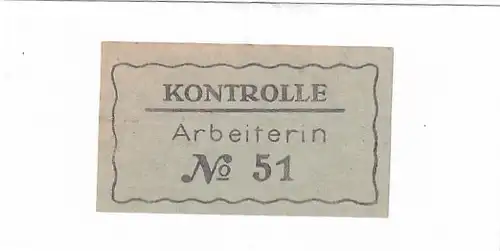 KONTROLLE
Arbeiterin
№ 51